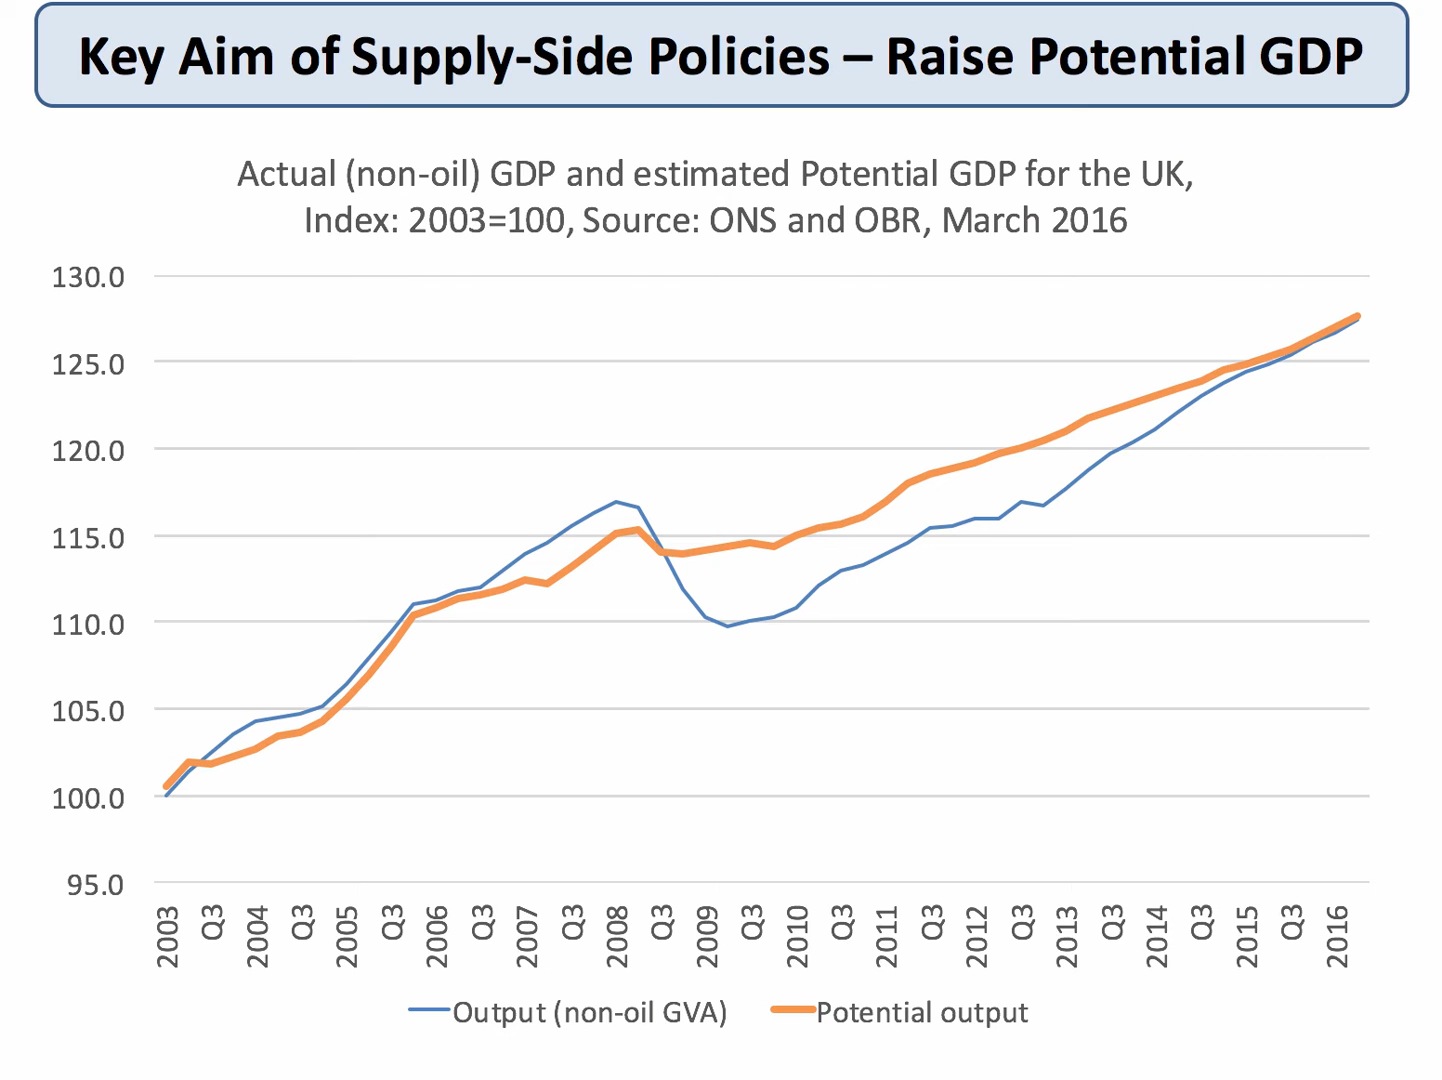 Key Aim of Supply-Side Policies – Raise Potential GDP
Actual (non-oil) GDP and estimated Potential GDP for the UK,
Index: 2003=100, Source: ONS and OBR, March 2016
130.0
125.0
120.0
115.0
110.0
105.0
100.0
95.0
2003
Q3
2004
Q3
2005
Q3
2006
Q3
2007
Q3
2008
Q3
2009
Q3
2010
Q3
2011
Q3
2012
Q3
2013
Q3
2014
Q3
2015
Q3
2016
Output (non-oil GVA)
Potential output